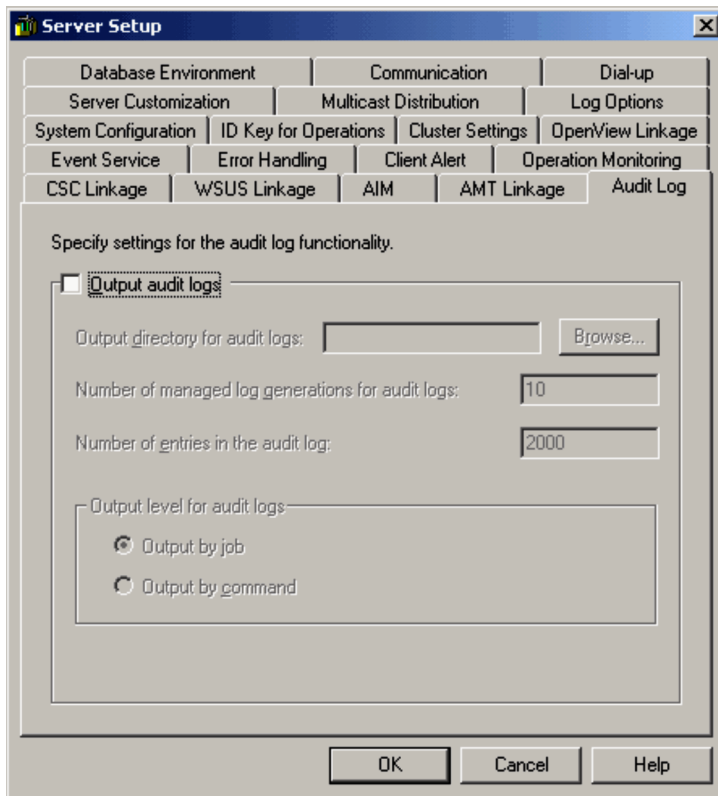 Server Setup
Database Environment Communication Dial-up
Server Customization Multicast Distribution Log Options
System Configuration ID Key for Operations Cluster Settings OpenView Linkage
Event Service Error Handling Client Alert Operation Monitoring
CSC Linkage WSUS Linkage AIM AMT Linkage Audit Log
Specify settings for the audit log functionality.
Output audit logs
Output directory for audit logs: Browse...
Number of managed log generations for audit logs: 10
Number of entries in the audit log: 2000
Output level for audit logs
Output by job
Output by command
OK Cancel Help